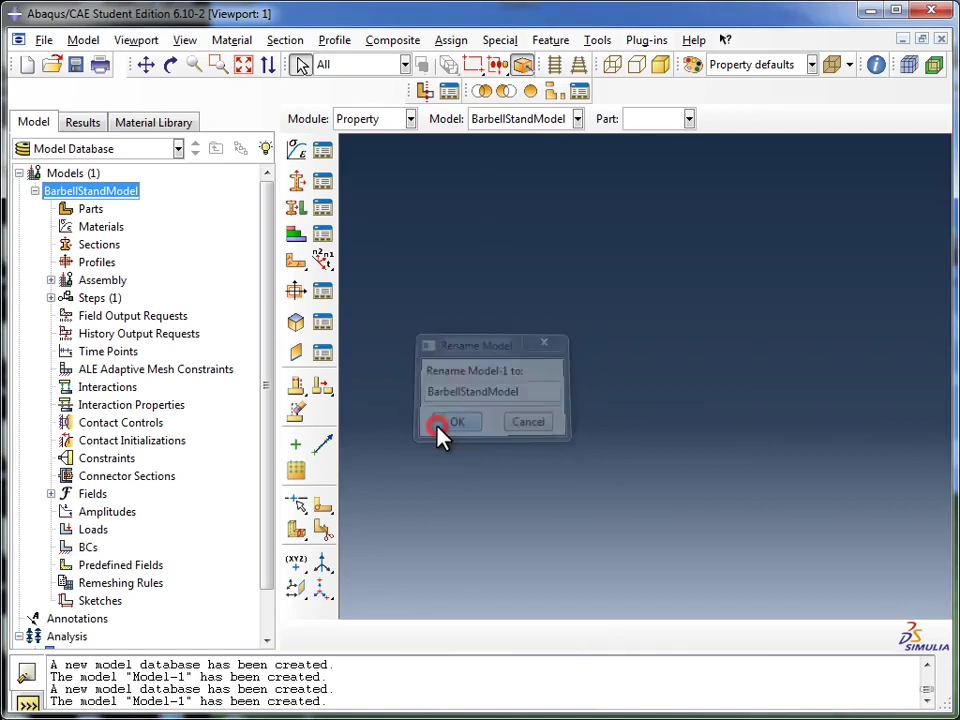 Abaqus/CAE Student Edition 6.10-2 [Viewport: 1]
File Model Viewport View Material Section Profile Composite Assign Special Feature Tools Plug-ins Help
All Property defaults
Model Results Material Library Module: Property Model: BarbellStandModel Part:
Model Database
Models (1)
BarbellStandModel
Parts
Materials
Sections
Profiles
Assembly
Steps (1)
Field Output Requests
History Output Requests
Time Points
ALE Adaptive Mesh Constraints
Interactions
Interaction Properties
Contact Controls
Contact Initializations
Constraints
Connector Sections
Fields
Amplitudes
Loads
BCs
Predefined Fields
Remeshing Rules
Sketches
Annotations
Analysis
Rename Model
Rename Model-1 to:
BarbellStandModel
OK Cancel
SIMULIA
A new model database has been created.
The model "Model-1" has been created.
A new model database has been created.
The model "Model-1" has been created.